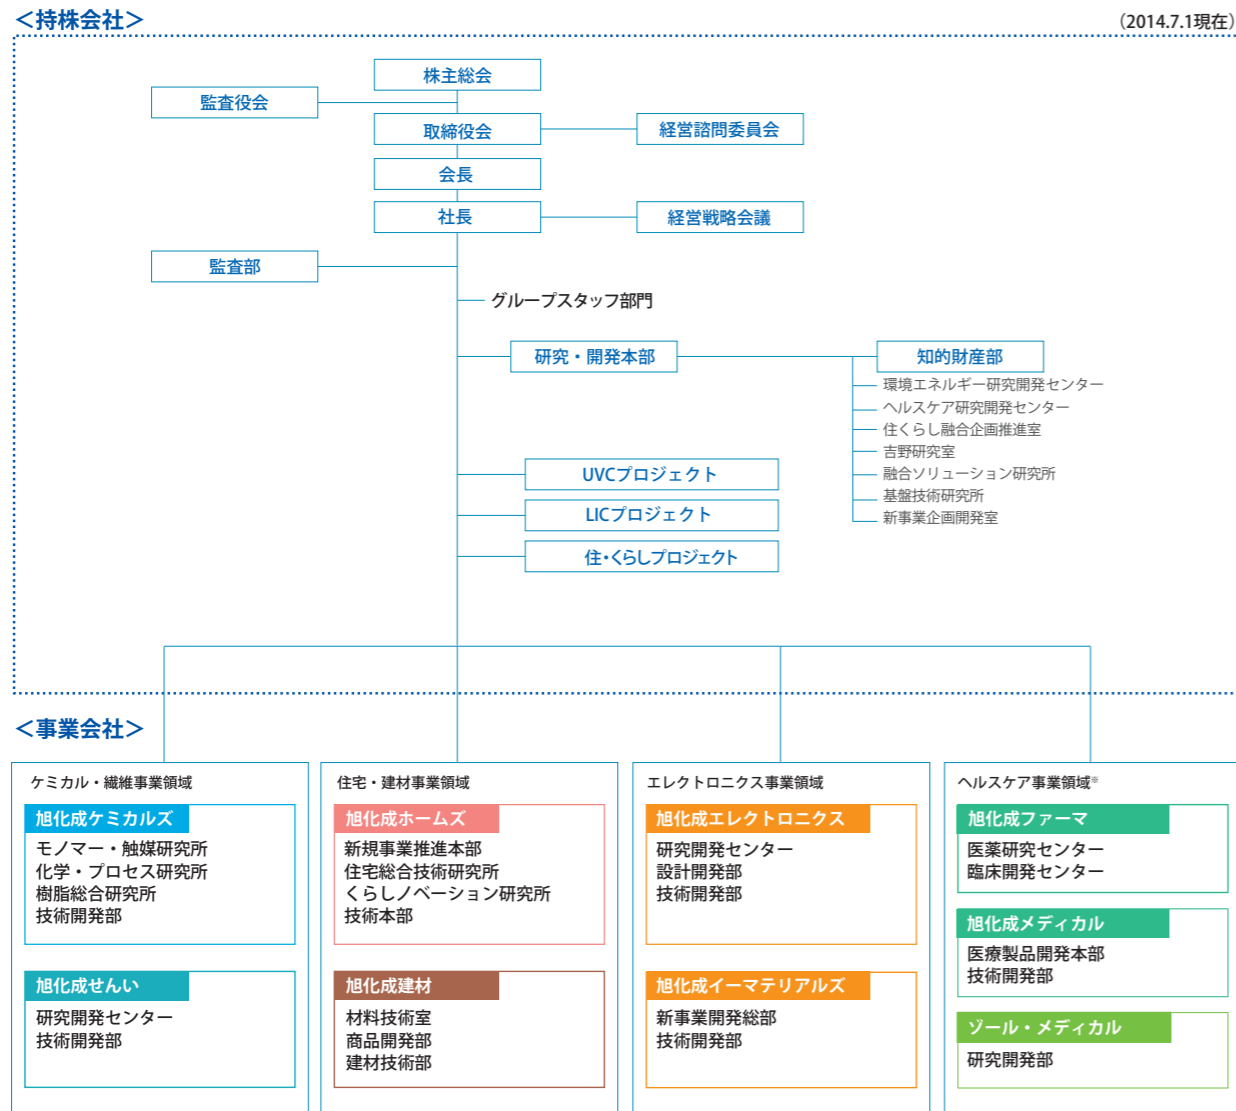 ＜持株会社＞
（2014.7.1現在）
株主総会
監査役会
取締役会
経営諮問委員会
会長
社長
経営戦略会議
監査部
グループスタッフ部門
研究・開発本部
知的財産部
環境エネルギー研究開発センター
ヘルスケア研究開発センター
住くらし融合企画推進室
吉野研究室
融合ソリューション研究所
基盤技術研究所
新事業企画開発室
UVCプロジェクト
LICプロジェクト
住・くらしプロジェクト
＜事業会社＞
ケミカル・繊維事業領域
旭化成ケミカルズ
モノマー・触媒研究所
化学・プロセス研究所
樹脂総合研究所
技術開発部
旭化成せんい
研究開発センター
技術開発部
住宅・建材事業領域
旭化成ホームズ
新規事業推進本部
住宅総合技術研究所
くらしノベーション研究所
技術本部
旭化成建材
材料技術室
商品開発部
建材技術部
エレクトロニクス事業領域
旭化成エレクトロニクス
研究開発センター
設計開発部
技術開発部
旭化成イーマテリアルズ
新事業開発総部
技術開発部
ヘルスケア事業領域※
旭化成ファーマ
医薬研究センター
臨床開発センター
旭化成メディカル
医療製品開発本部
技術開発部
ゾール・メディカル
研究開発部